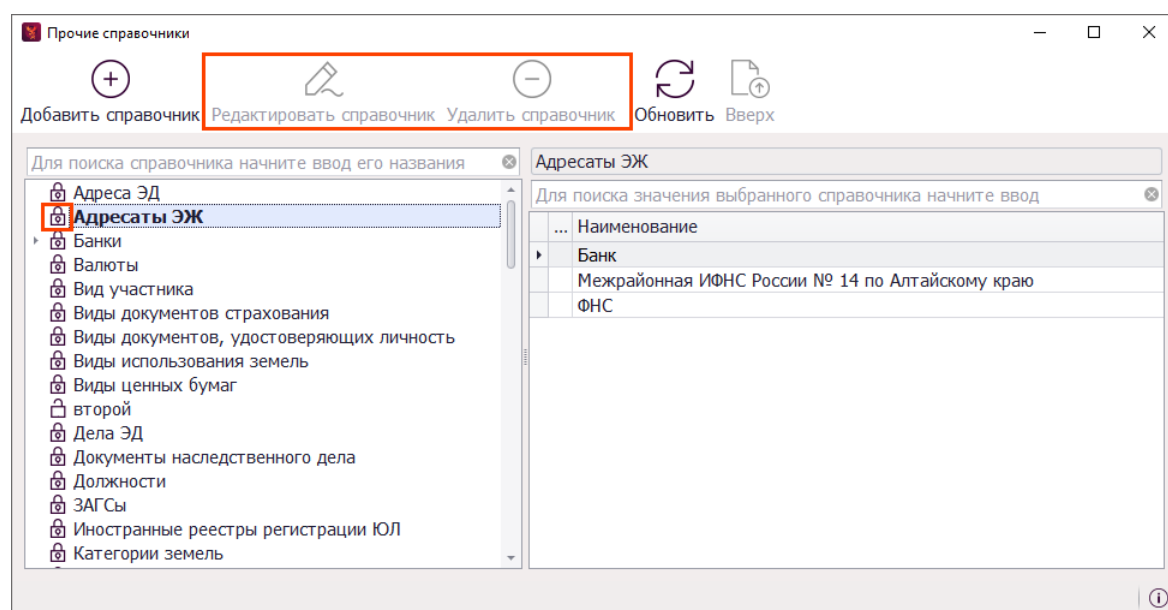 Прочие справочники
Добавить справочник Редактировать справочник Удалить справочник Обновить Вверх
Для поиска справочника начните ввод его названия
Адреса ЭД
Адресаты ЭЖ
Банки
Валюты
Вид участника
Виды документов страхования
Виды документов, удостоверяющих личность
Виды использования земель
Виды ценных бумаг
второй
Дела ЭД
Документы наследственного дела
Должности
ЗАГСы
Иностранные реестры регистрации ЮЛ
Категории земель
Адресаты ЭЖ
Для поиска значения выбранного справочника начните ввод
... Наименование
Банк
Межрайонная ИФНС России № 14 по Алтайскому краю
ФНС